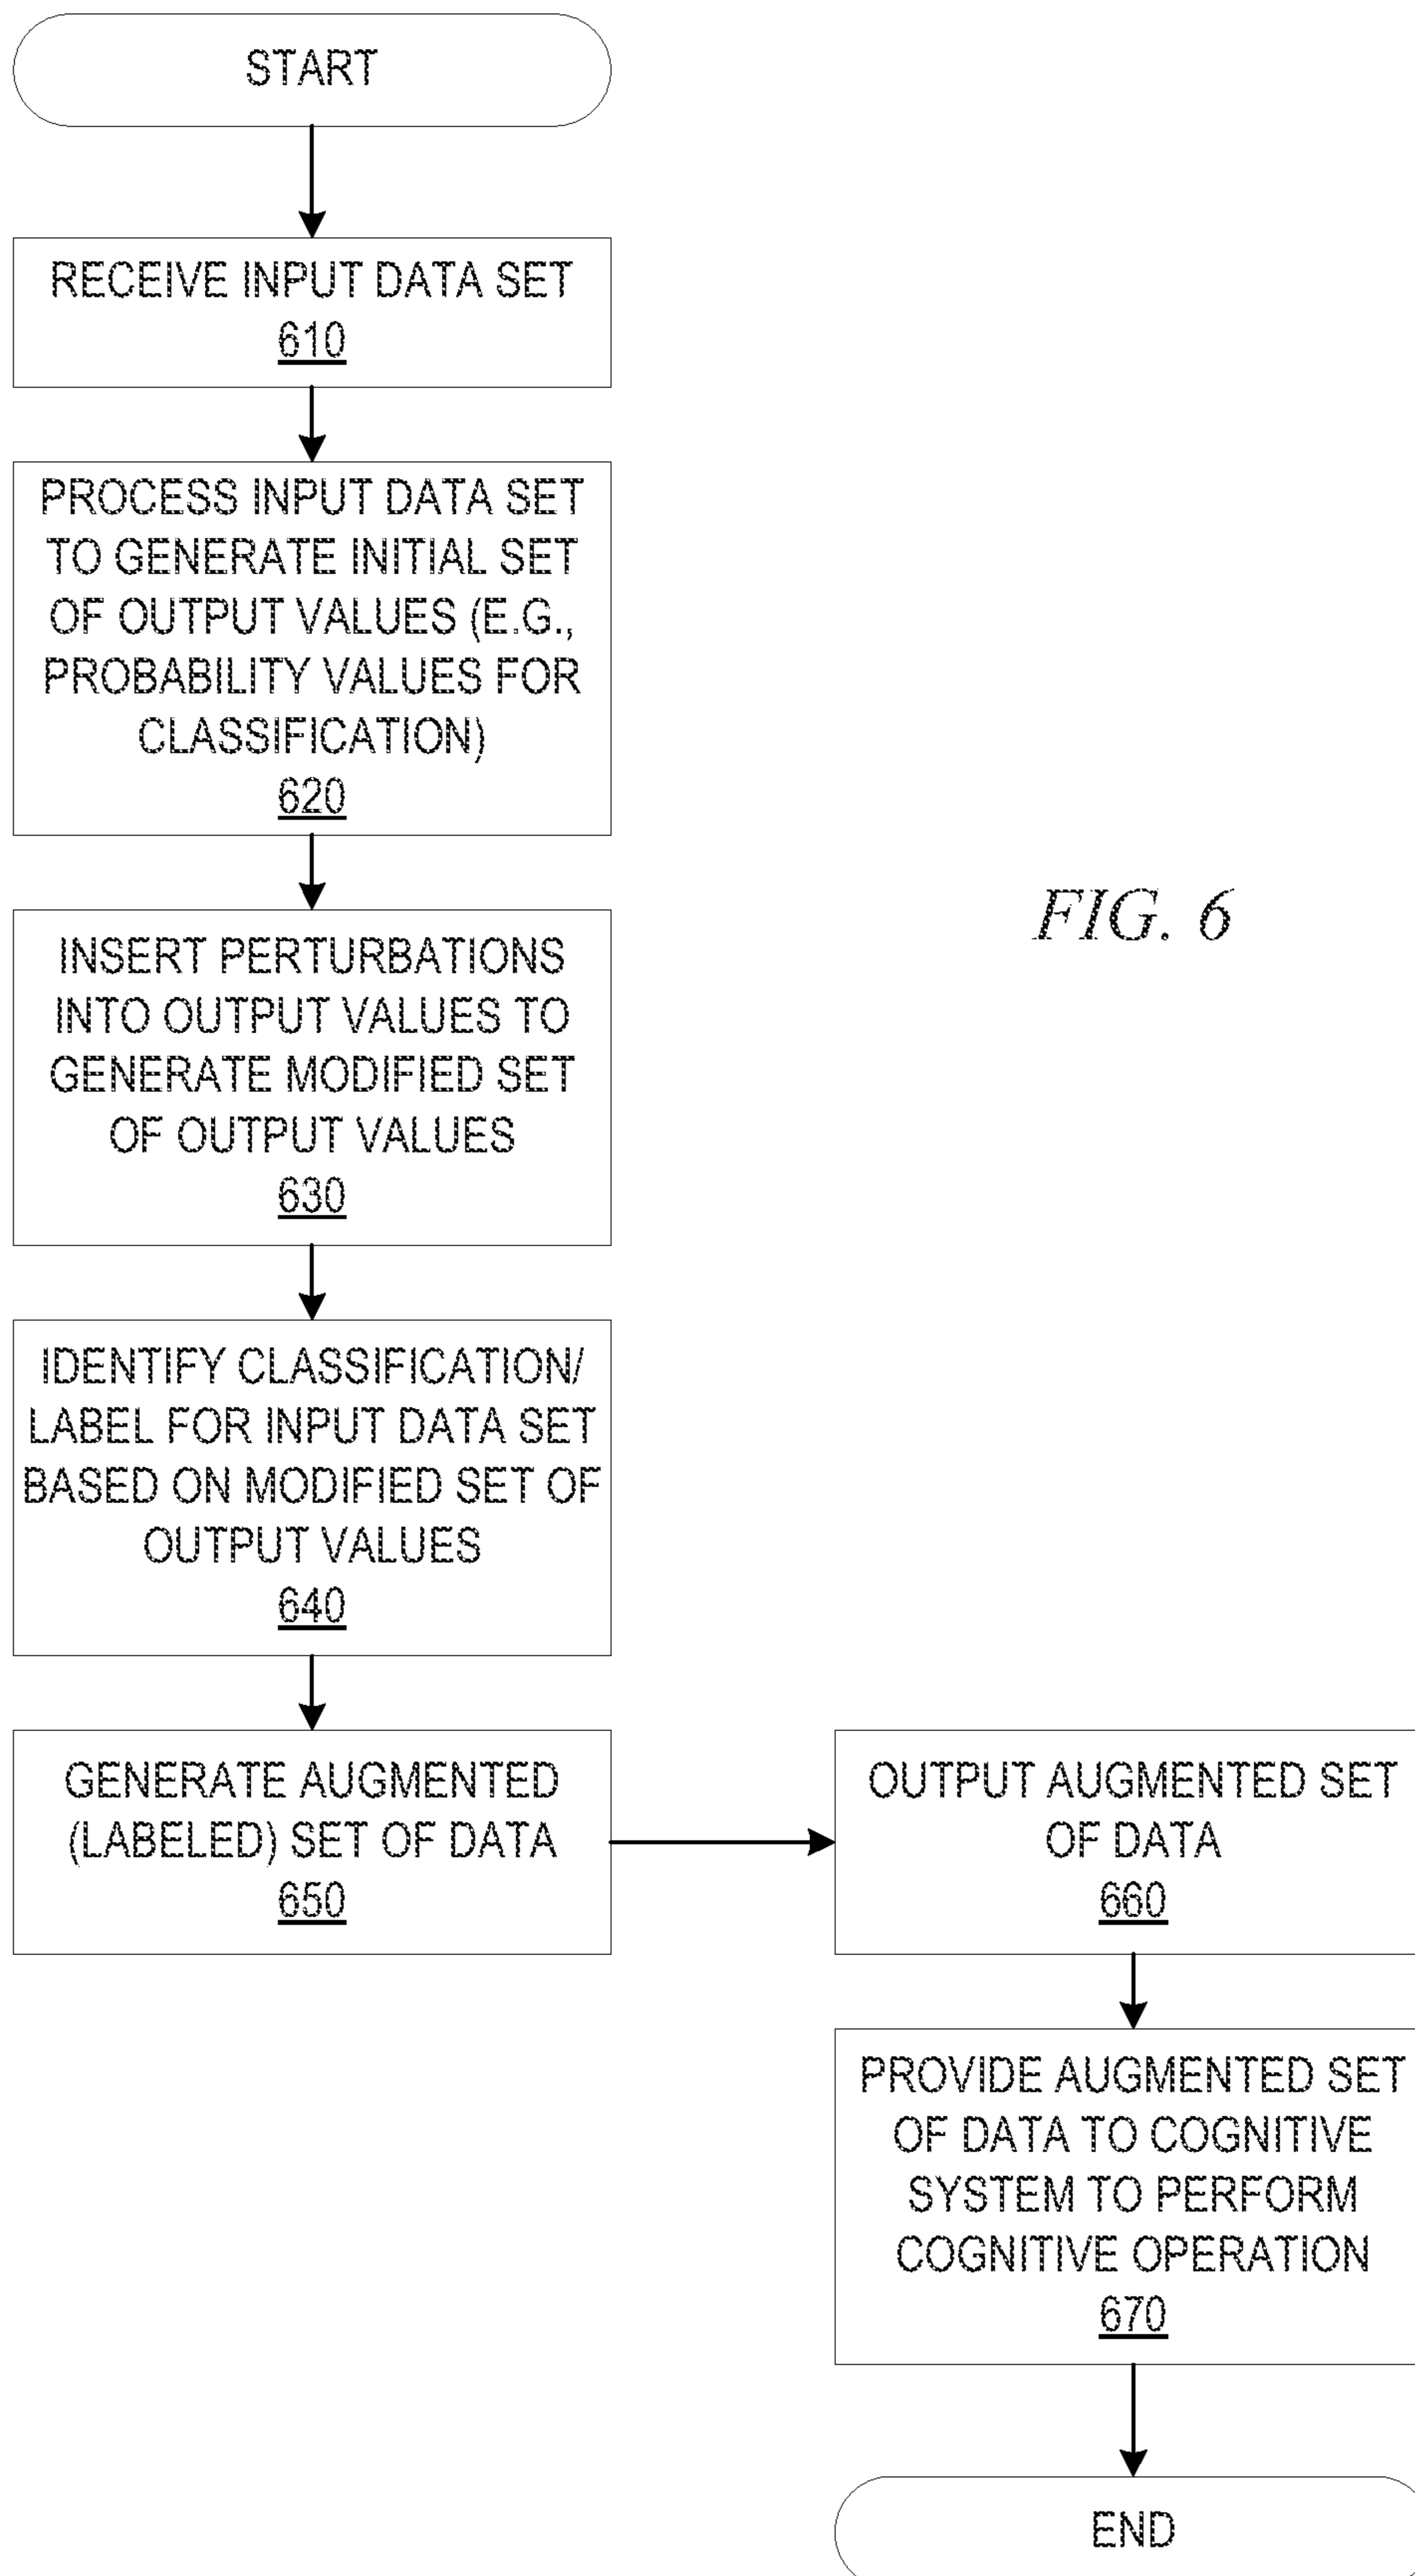 START
RECEIVE INPUT DATA SET
610
PROCESS INPUT DATA SET
TO GENERATE INITIAL SET
OF OUTPUT VALUES (E.G.,
PROBABILITY VALUES FOR
CLASSIFICATION)
620
INSERT PERTURBATIONS
INTO OUTPUT VALUES TO
GENERATE MODIFIED SET
OF OUTPUT VALUES
630
IDENTIFY CLASSIFICATION/
LABEL FOR INPUT DATA SET
BASED ON MODIFIED SET OF
OUTPUT VALUES
640
GENERATE AUGMENTED
(LABELED) SET OF DATA
650
OUTPUT AUGMENTED SET
OF DATA
660
PROVIDE AUGMENTED SET
OF DATA TO COGNITIVE
SYSTEM TO PERFORM
COGNITIVE OPERATION
670
END
FIG. 6